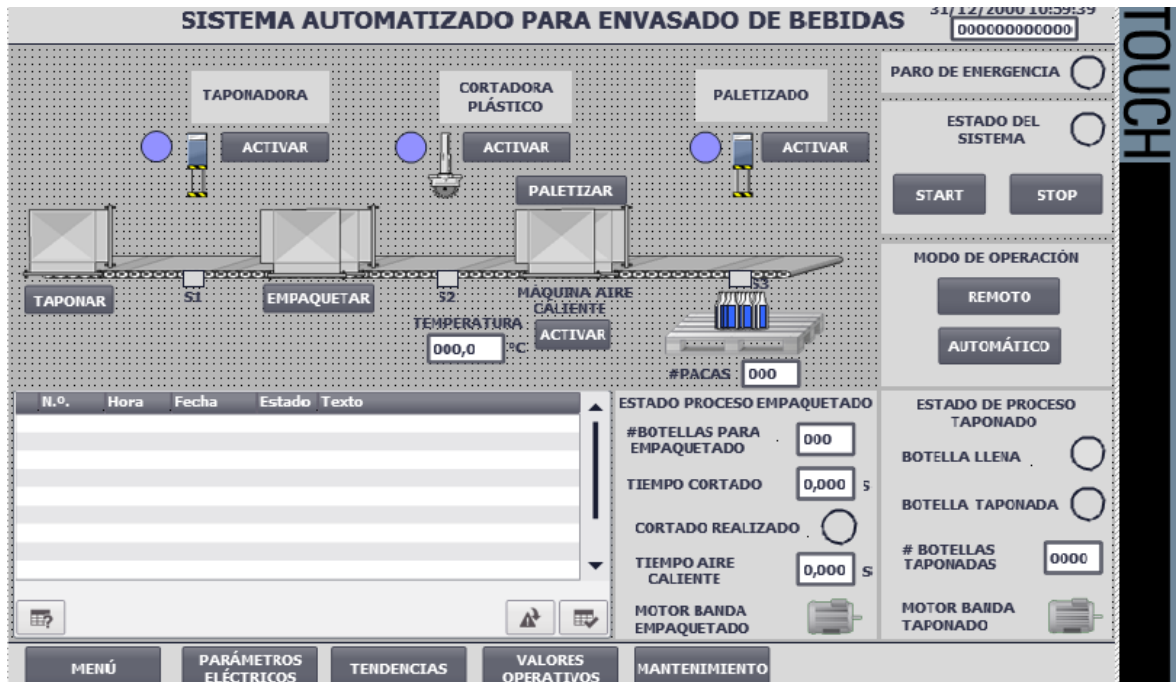 SISTEMA AUTOMATIZADO PARA ENVASADO DE BEBIDAS
31/12/2000 10:59:39
000000000000
TOUCH
PARO DE EMERGENCIA
TAPONADORA
CORTADORA
PLÁSTICO
PALETIZADO
ESTADO DEL
SISTEMA
ACTIVAR
ACTIVAR
ACTIVAR
PALETIZAR
START
STOP
MODO DE OPERACIÓN
REMOTO
AUTOMÁTICO
TAPONAR
S1
EMPAQUETAR
S2
MÁQUINA AIRE
CALIENTE
S3
TEMPERATURA
000,0 °C
ACTIVAR
#PACAS 000
N.º. Hora Fecha Estado Texto
ESTADO PROCESO EMPAQUETADO
#BOTELLAS PARA
EMPAQUETADO
000
TIEMPO CORTADO 0,000 s
CORTADO REALIZADO
TIEMPO AIRE
CALIENTE
0,000 s
MOTOR BANDA
EMPAQUETADO
ESTADO DE PROCESO
TAPONADO
BOTELLA LLENA
BOTELLA TAPONADA
# BOTELLAS
TAPONADAS
0000
MOTOR BANDA
TAPONADO
MENÚ
PARÁMETROS
ELÉCTRICOS
TENDENCIAS
VALORES
OPERATIVOS
MANTENIMIENTO